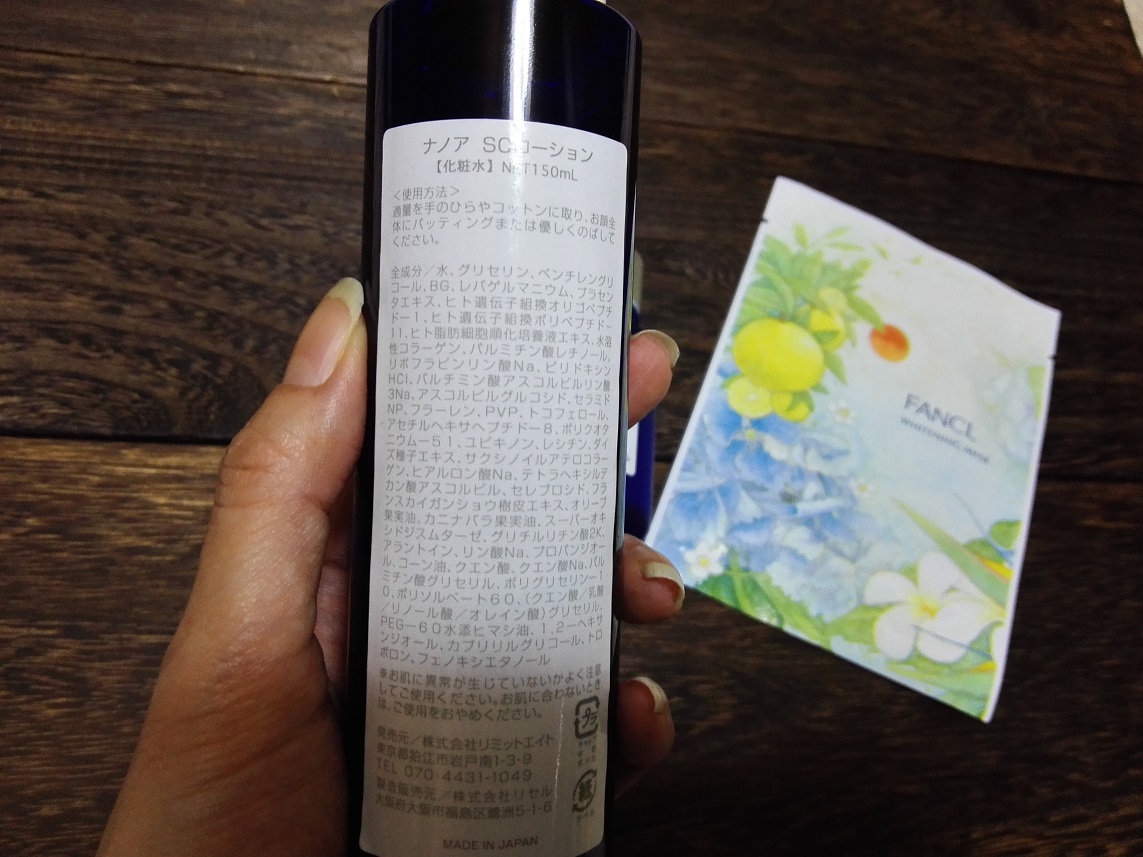 ナノア SCローション
【化粧水】NET150mL
＜使用方法＞
適量を手のひらやコットンに取り、お顔全
体にパッティングまたは優しくのばして
ください。
全成分／水、グリセリン、ペンチレングリ
コール、BG、レパゲルマニウム、プラセン
タエキス、ヒト遺伝子組換オリゴペプチ
ドー1、ヒト遺伝子組換ポリペプチドー
11、ヒト脂肪細胞順化培養液エキス、水溶
性コラーゲン、パルミチン酸レチノール、
リボフラビンリン酸Na、ピリドキシン
HCI、パルチミン酸アスコルビルリン酸
3Na、アスコルビルグルコシド、セラミド
NP、フラーレン、PVP、トコフェロール、
アセチルヘキサペプチドー8、ポリクオタ
ニウムー51、ユビキノン、レシチン、ダイ
ズ種子エキス、サクシノイルアテロコラー
ゲン、ヒアルロン酸Na、テトラヘキシルデ
カン酸アスコルビル、セレブロシド、フラ
ンスカイガンショウ樹皮エキス、オリーブ
果実油、カニナバラ果実油、スーパーオキ
シドジスムターゼ、グリチルリチン酸2K、
アラントイン、リン酸Na、プロパンジオー
ル、コーン油、クエン酸、クエン酸Na、パル
ミチン酸グリセリル、ポリグリセリンー1
0、ポリソルベート60、（クエン酸／乳酸
／リノール酸／オレイン酸）グリセリル、
PEGー60水添ヒマシ油、1,2ーヘキサ
ンジオール、カプリリルグリコール、トロ
ポロン、フェノキシエタノール
※お肌に異常が生じていないかよく注意
してご使用ください。お肌に合わないとき
は、ご使用をおやめください。
プラ
発売元／株式会社リミットエイト
東京都狛江市岩戸南1-3-9
TEL 070-4431-1049
製造販売元／株式会社リセル
大阪府大阪市福島区鷺洲5-1-6
紙
MADE IN JAPAN
FANCL
WHITENING MASK